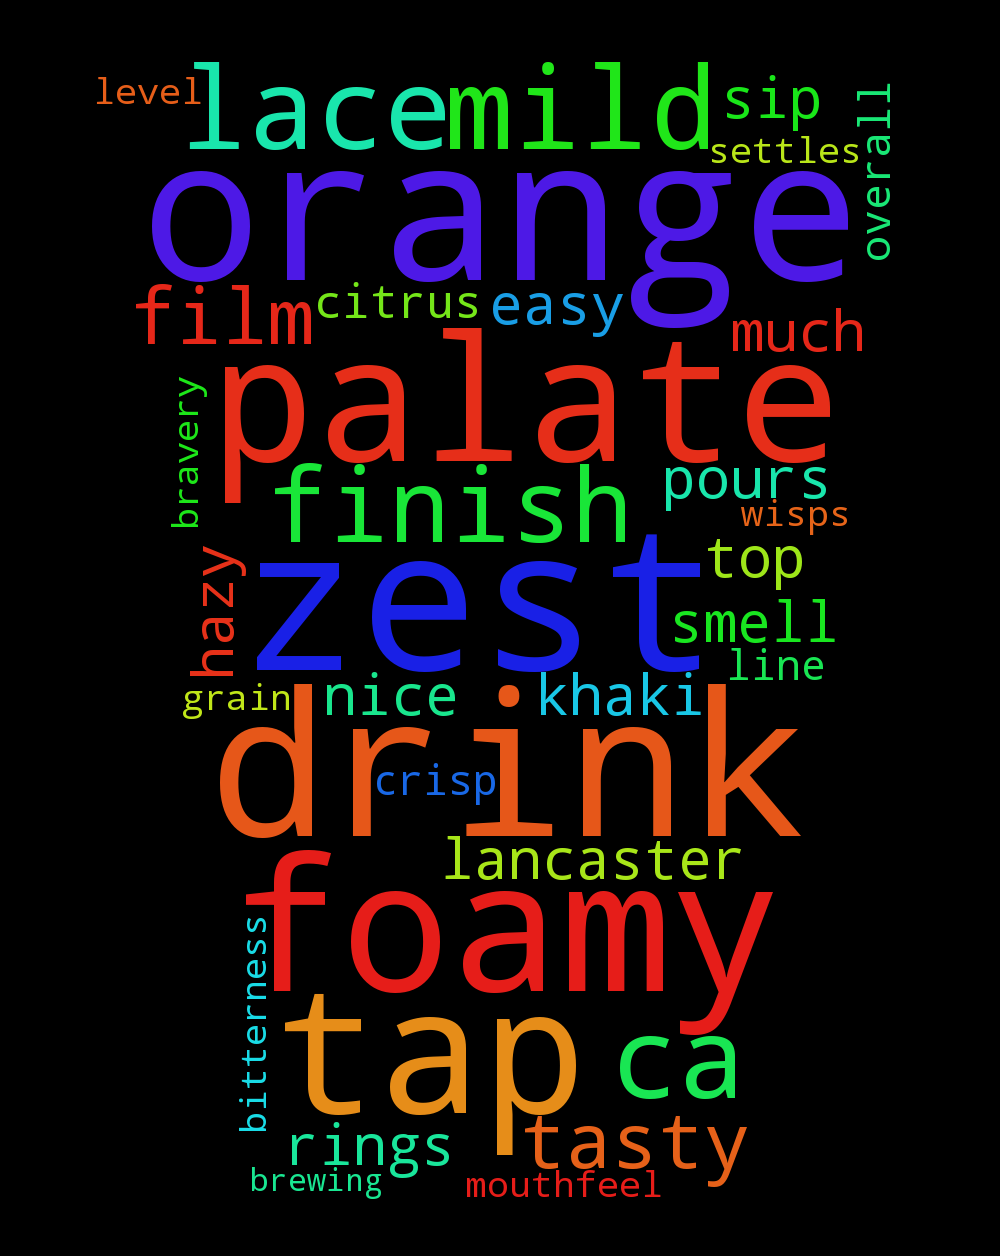 level
lace
mild
sip
settles
overall
orange
film
citrus
easy
much
palate
bravery
finish
pours
wisps
hazy
zest
top
smell
line
grain
nice
khaki
drink
crisp
lancaster
foamy
bitterness
tap
ca
rings
tasty
brewing
mouthfeel